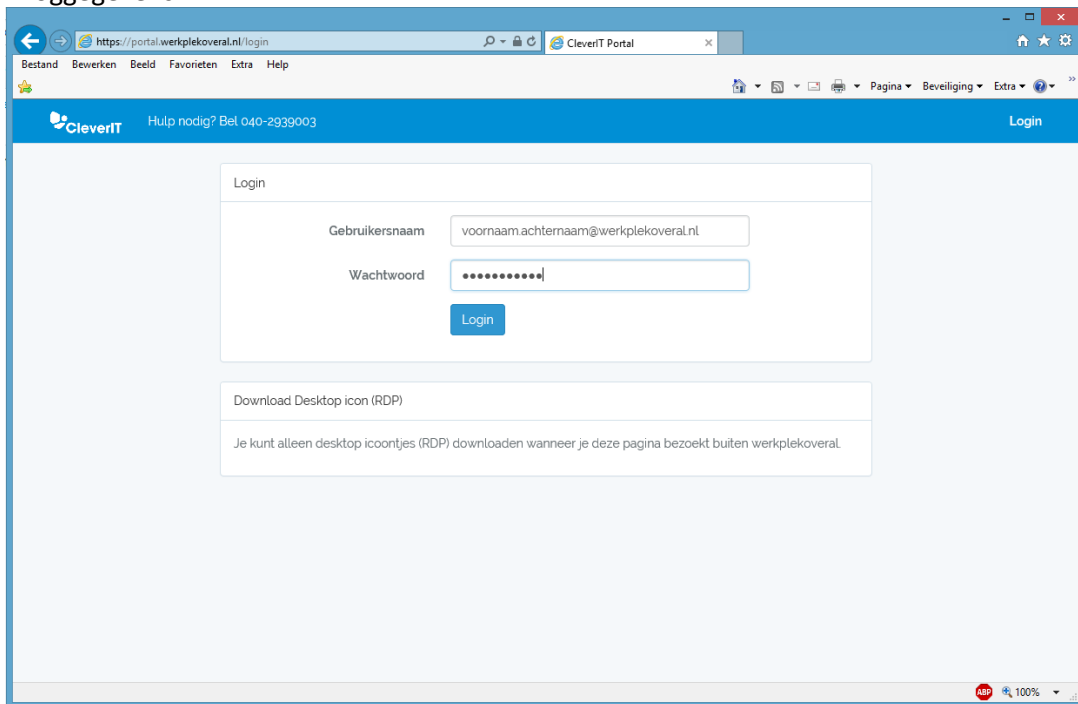 https://portal.werkplekoveral.nl/login
CleverIT Portal
Bestand Bewerken Beeld Favorieten Extra Help
Pagina Beveiliging Extra
CleverIT Hulp nodig? Bel 040-2939003 Login
Login
Gebruikersnaam voornaam.achternaam@werkplekoveral.nl
Wachtwoord •••••••••••
Login
Download Desktop icon (RDP)
Je kunt alleen desktop icoontjes (RDP) downloaden wanneer je deze pagina bezoekt buiten werkplekoveral.
ABP 100%